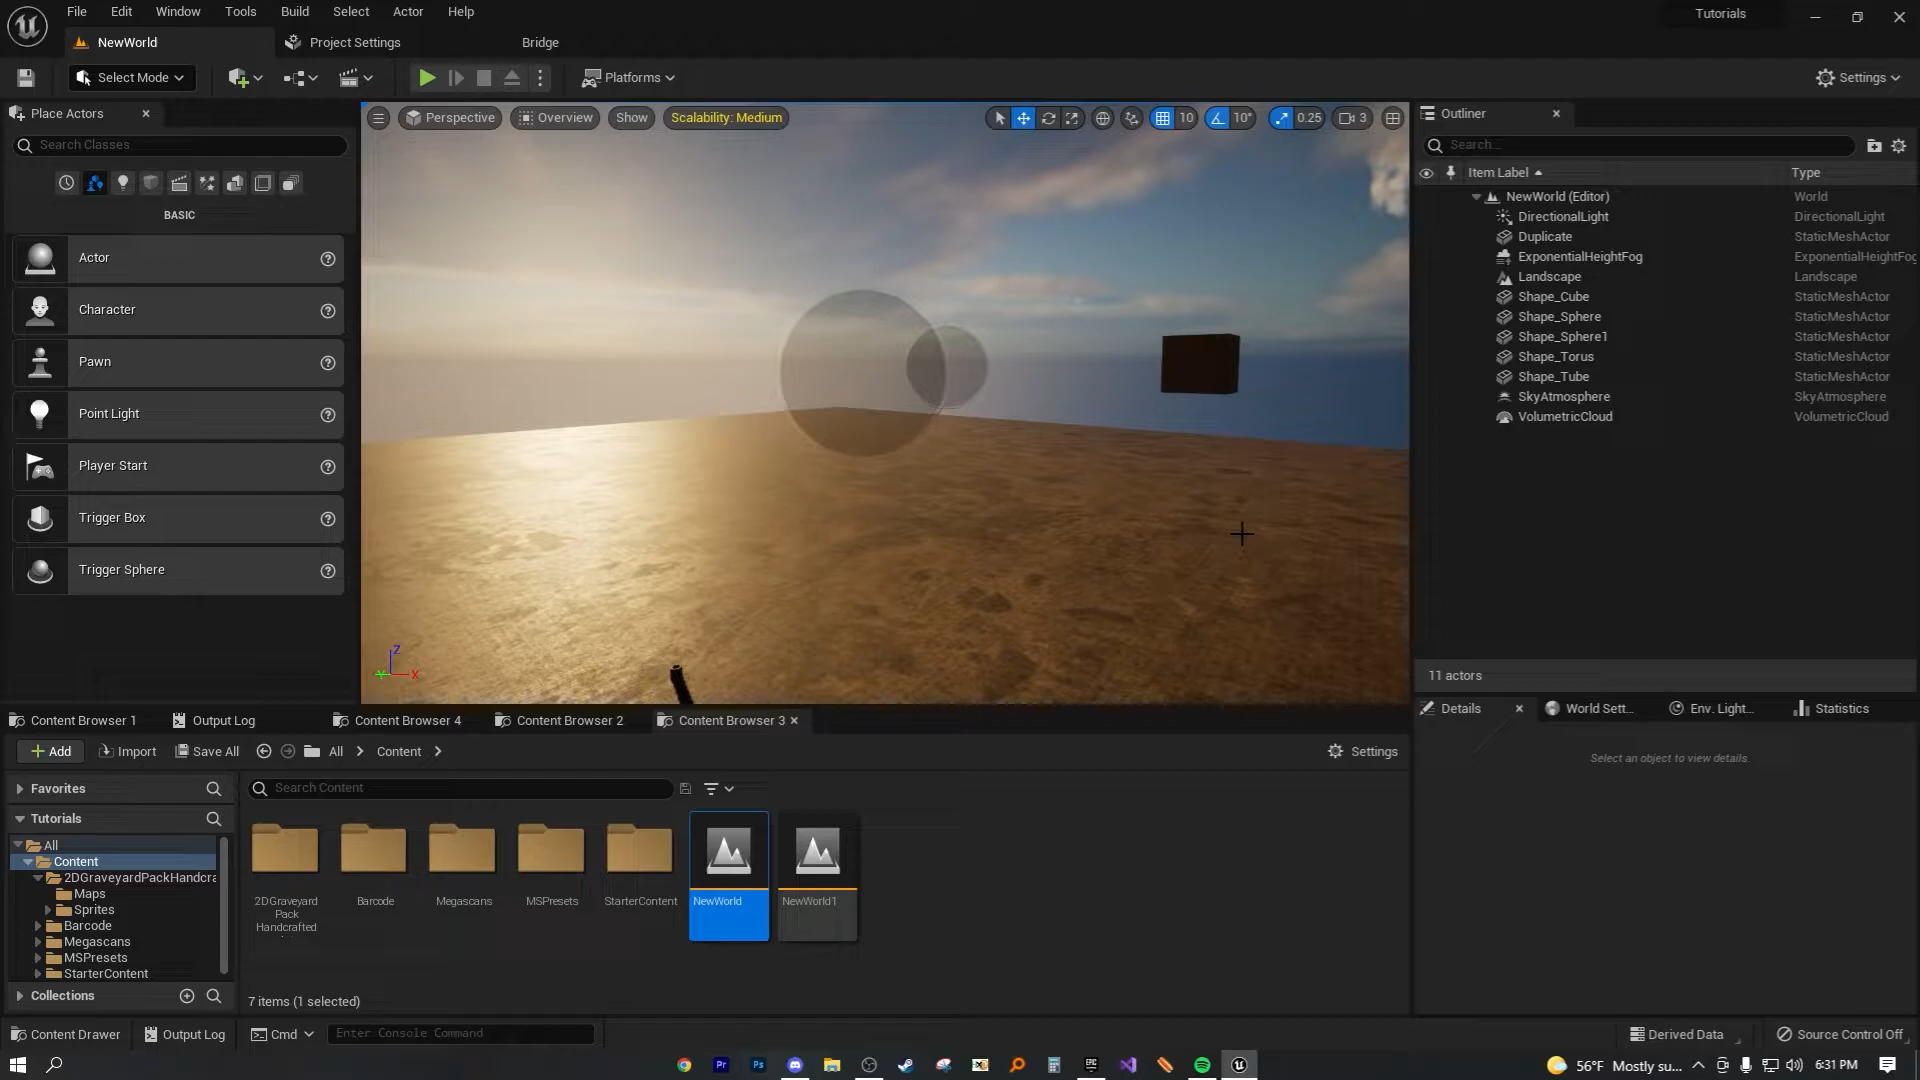 File Edit Window Tools Build Select Actor Help
Tutorials
NewWorld
Project Settings
Bridge
Select Mode
Platforms
Settings
Place Actors
Search Classes
BASIC
Actor
Character
Pawn
Point Light
Player Start
Trigger Box
Trigger Sphere
Perspective
Overview
Show
Scalability: Medium
10
10°
0.25
3
Z
Y
X
Outliner
Search...
Item Label
Type
NewWorld (Editor) World
DirectionalLight DirectionalLight
Duplicate StaticMeshActor
ExponentialHeightFog ExponentialHeightFog
Landscape Landscape
Shape_Cube StaticMeshActor
Shape_Sphere StaticMeshActor
Shape_Sphere1 StaticMeshActor
Shape_Torus StaticMeshActor
Shape_Tube StaticMeshActor
SkyAtmosphere SkyAtmosphere
VolumetricCloud VolumetricCloud
11 actors
Details
World Sett...
Env. Light...
Statistics
Select an object to view details.
Content Browser 1
Output Log
Content Browser 4
Content Browser 2
Content Browser 3
Add
Import
Save All
All
Content
Settings
Favorites
Tutorials
All
Content
2DGraveyardPackHandcra
Maps
Sprites
Barcode
Megascans
MSPresets
StarterContent
Collections
Search Content
2DGraveyard
Pack
Handcrafted
Barcode
Megascans
MSPresets
StarterContent
NewWorld
NewWorld1
7 items (1 selected)
Content Drawer
Output Log
Cmd
Enter Console Command
Derived Data
Source Control Off
Pr
Ps
EPIC
56°F Mostly su...
6:31 PM